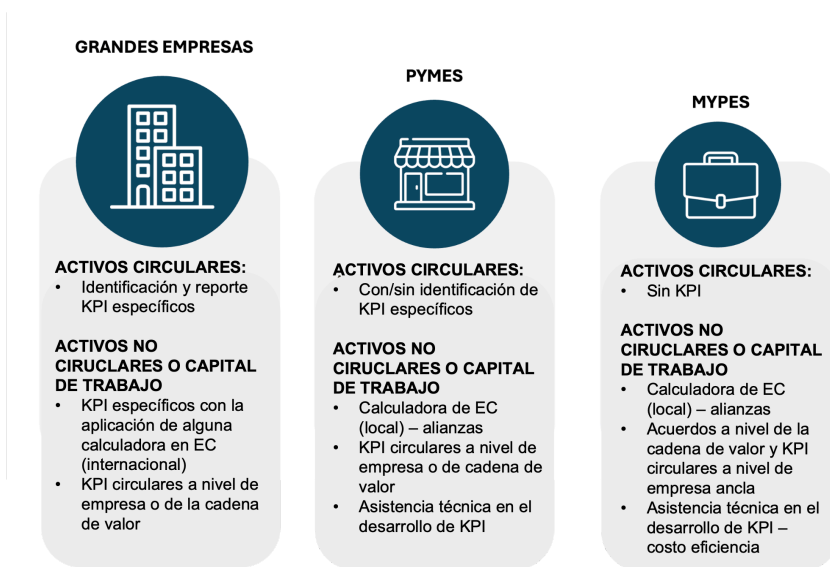 GRANDES EMPRESAS
ACTIVOS CIRCULARES:
• Identificación y reporte
KPI específicos
ACTIVOS NO
CIRUCLARES O CAPITAL
DE TRABAJO
• KPI específicos con la
aplicación de alguna
calculadora en EC
(internacional)
• KPI circulares a nivel de
empresa o de la cadena
de valor
PYMES
ACTIVOS CIRCULARES:
• Con/sin identificación de
KPI específicos
ACTIVOS NO
CIRUCLARES O CAPITAL
DE TRABAJO
• Calculadora de EC
(local) – alianzas
• KPI circulares a nivel de
empresa o de cadena de
valor
• Asistencia técnica en el
desarrollo de KPI
MYPES
ACTIVOS CIRCULARES:
• Sin KPI
ACTIVOS NO
CIRUCLARES O CAPITAL
DE TRABAJO
• Calculadora de EC
(local) – alianzas
• Acuerdos a nivel de la
cadena de valor y KPI
circulares a nivel de
empresa ancla
• Asistencia técnica en el
desarrollo de KPI –
costo eficiencia